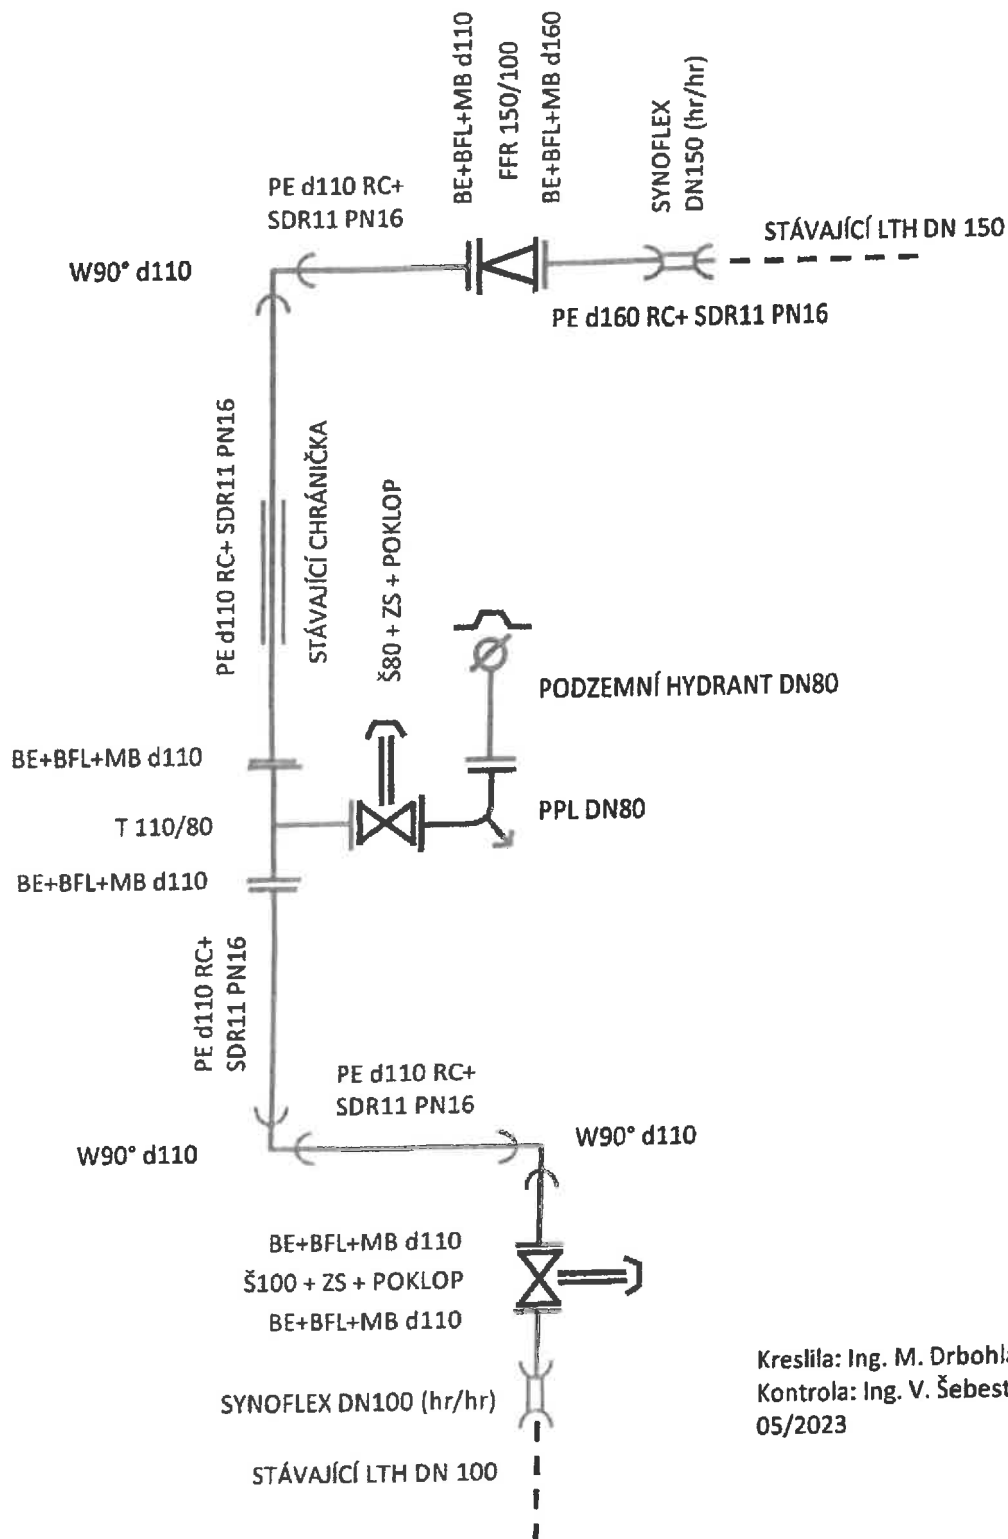 BE+BFL+MB d110
FFR 150/100
BE+BFL+MB d160
SYNOFLEX
DN150 (hr/hr)
PE d110 RC+
SDR11 PN16
STÁVAJÍCÍ LTH DN 150
W90° d110
PE d160 RC+ SDR11 PN16
PE d110 RC+ SDR11 PN16
STÁVAJÍCÍ CHRÁNIČKA
Š80 + ZS + POKLOP
PODZEMNÍ HYDRANT DN80
BE+BFL+MB d110
T 110/80
PPL DN80
BE+BFL+MB d110
PE d110 RC+
SDR11 PN16
PE d110 RC+
SDR11 PN16
W90° d110
W90° d110
BE+BFL+MB d110
Š100 + ZS + POKLOP
BE+BFL+MB d110
SYNOFLEX DN100 (hr/hr)
STÁVAJÍCÍ LTH DN 100
Kreslila: Ing. M. Drbohla
Kontrola: Ing. V. Šebest
05/2023